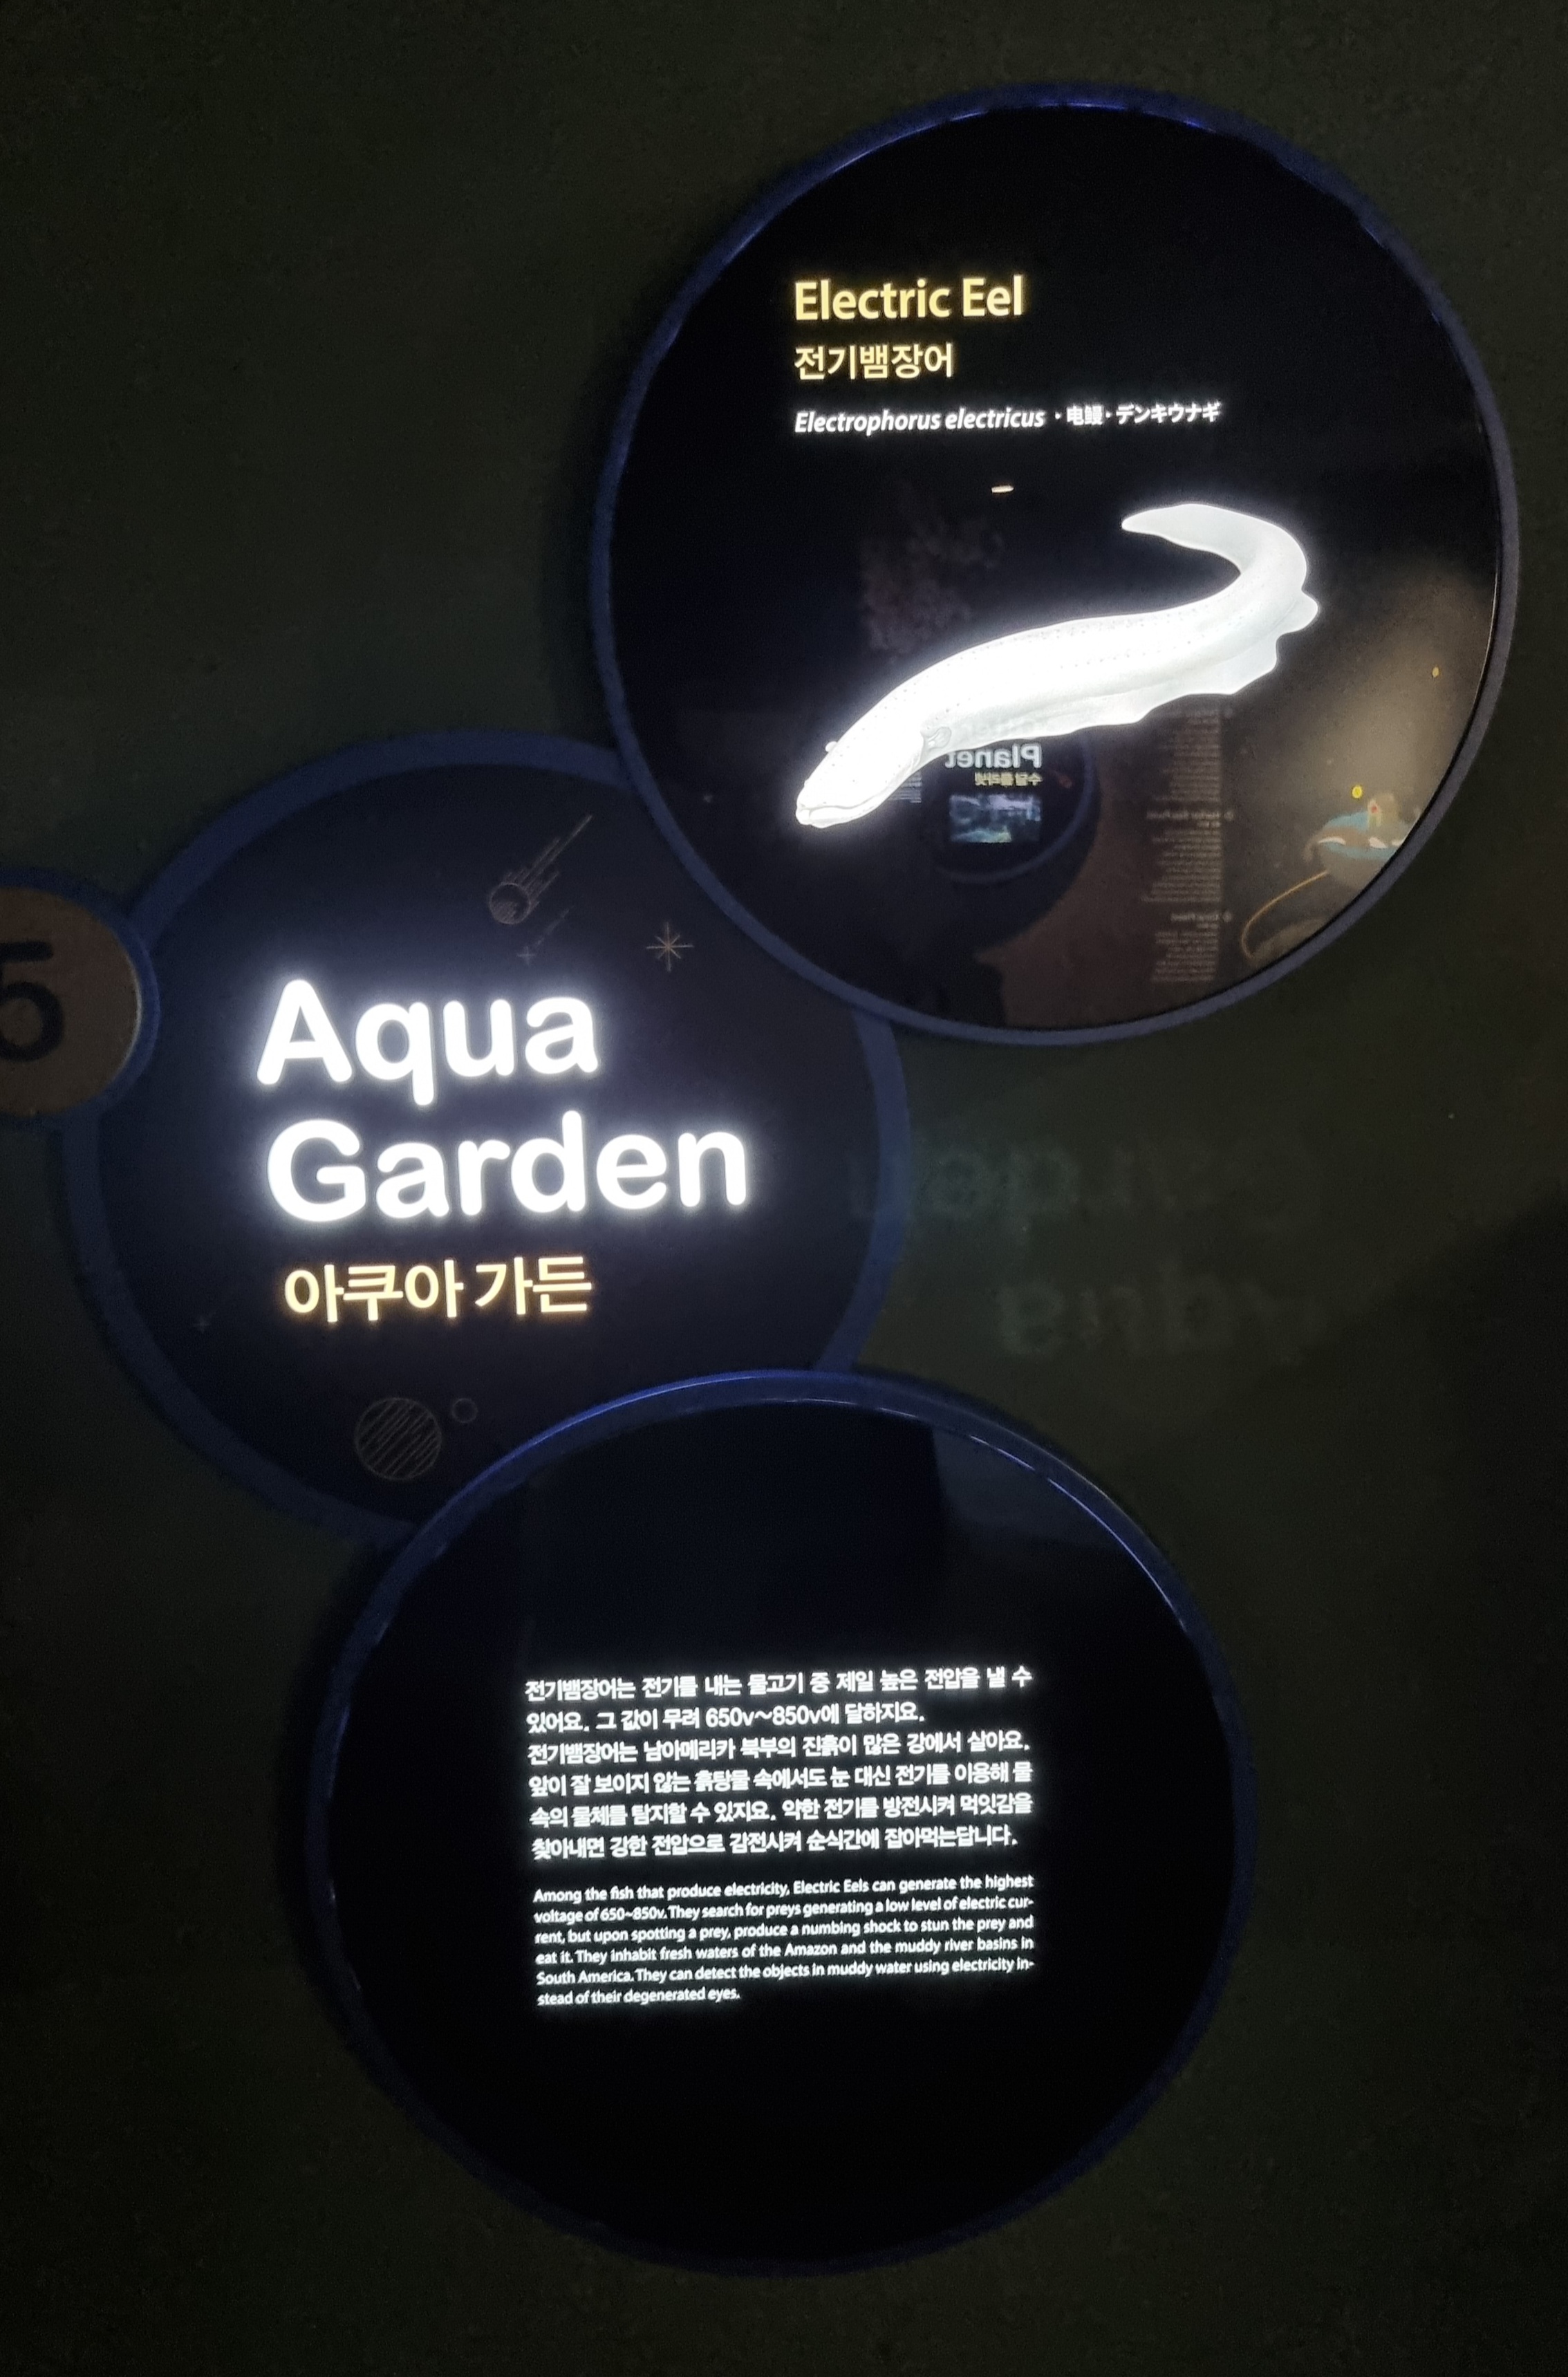 Electric Eel
전기뱀장어
Electrophorus electricus · 电鳗 · デンキウナギ
Planet
수달 플래닛
5
Aqua
Garden
아쿠아 가든
전기뱀장어는 전기를 내는 물고기 중 제일 높은 전압을 낼 수
있어요. 그 값이 무려 650v~850v에 달하지요.
전기뱀장어는 남아메리카 북부의 진흙이 많은 강에서 살아요.
앞이 잘 보이지 않는 흙탕물 속에서도 눈 대신 전기를 이용해 물
속의 물체를 탐지할 수 있지요. 약한 전기를 방전시켜 먹잇감을
찾아내면 강한 전압으로 감전시켜 순식간에 잡아먹는답니다.
Among the fish that produce electricity, Electric Eels can generate the highest
voltage of 650~850v. They search for preys generating a low level of electric cur-
rent, but upon spotting a prey, produce a numbing shock to stun the prey and
eat it. They inhabit fresh waters of the Amazon and the muddy river basins in
South America. They can detect the objects in muddy water using electricity in-
stead of their degenerated eyes.